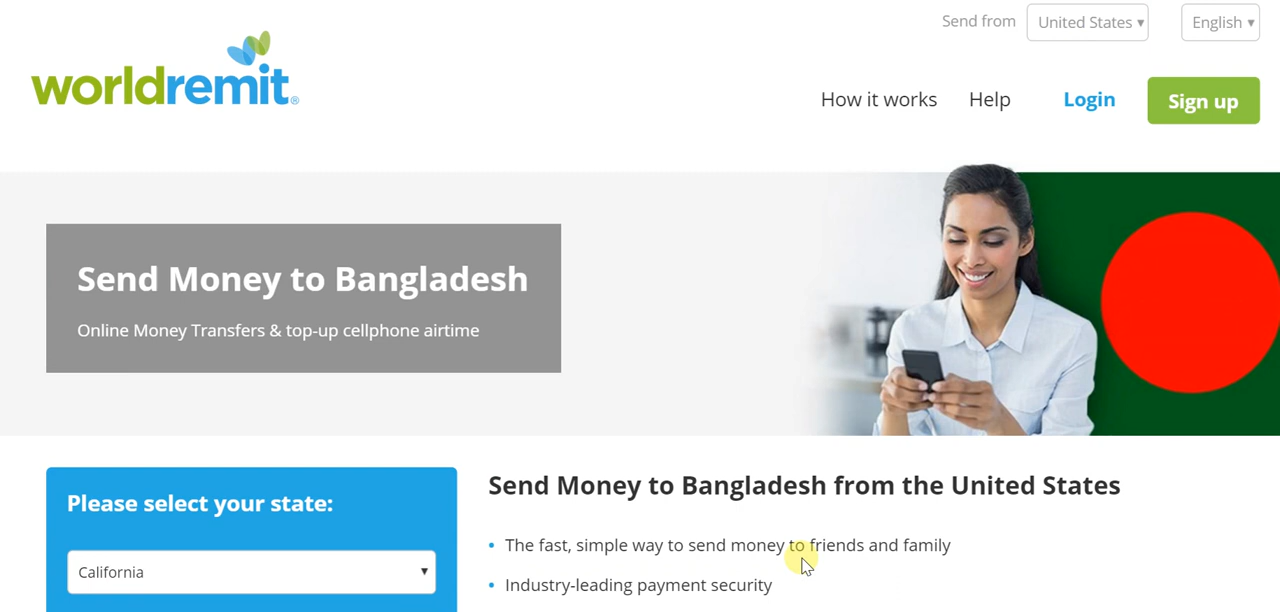 Send from
United States
English
worldremit®
How it works
Help
Login
Sign up
Send Money to Bangladesh
Online Money Transfers & top-up cellphone airtime
Please select your state:
California
Send Money to Bangladesh from the United States
• The fast, simple way to send money to friends and family
• Industry-leading payment security